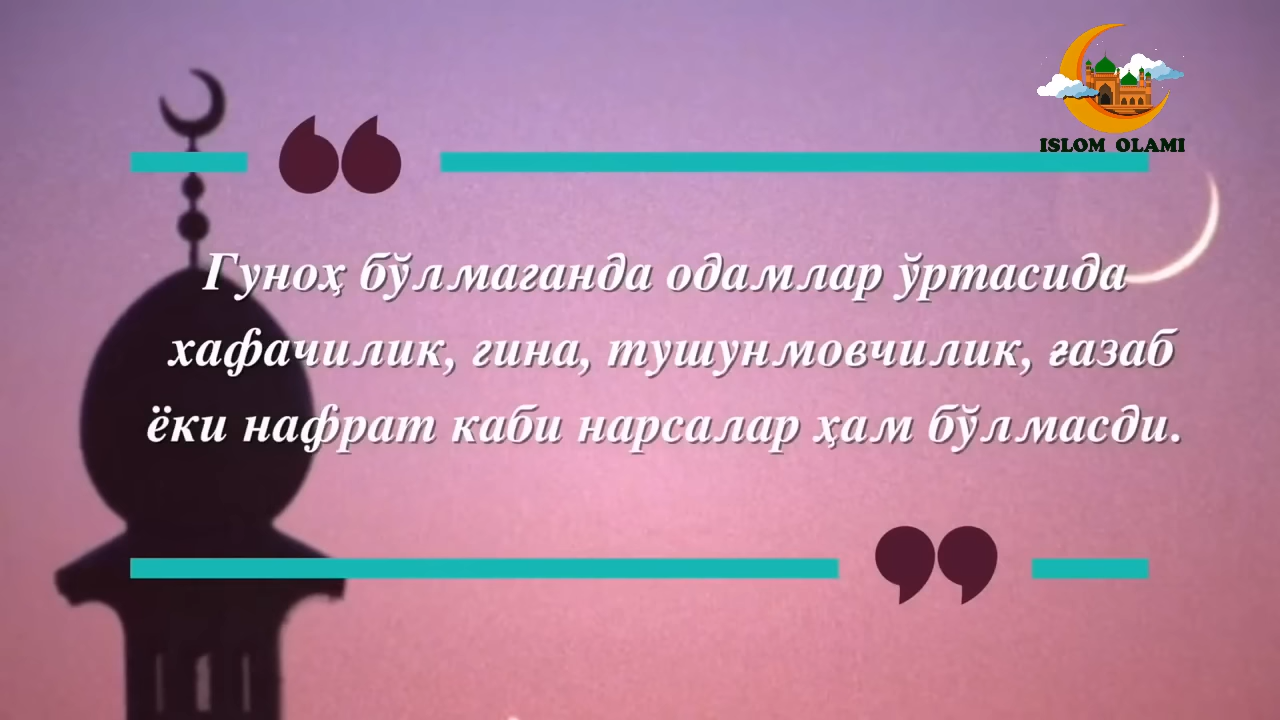 ISLOM OLAMI
Гуноҳ бўлмаганда одамлар ўртасида
хафачилик, гина, тушунмовчилик, ғазаб
ёки нафрат каби нарсалар ҳам бўлмасди.